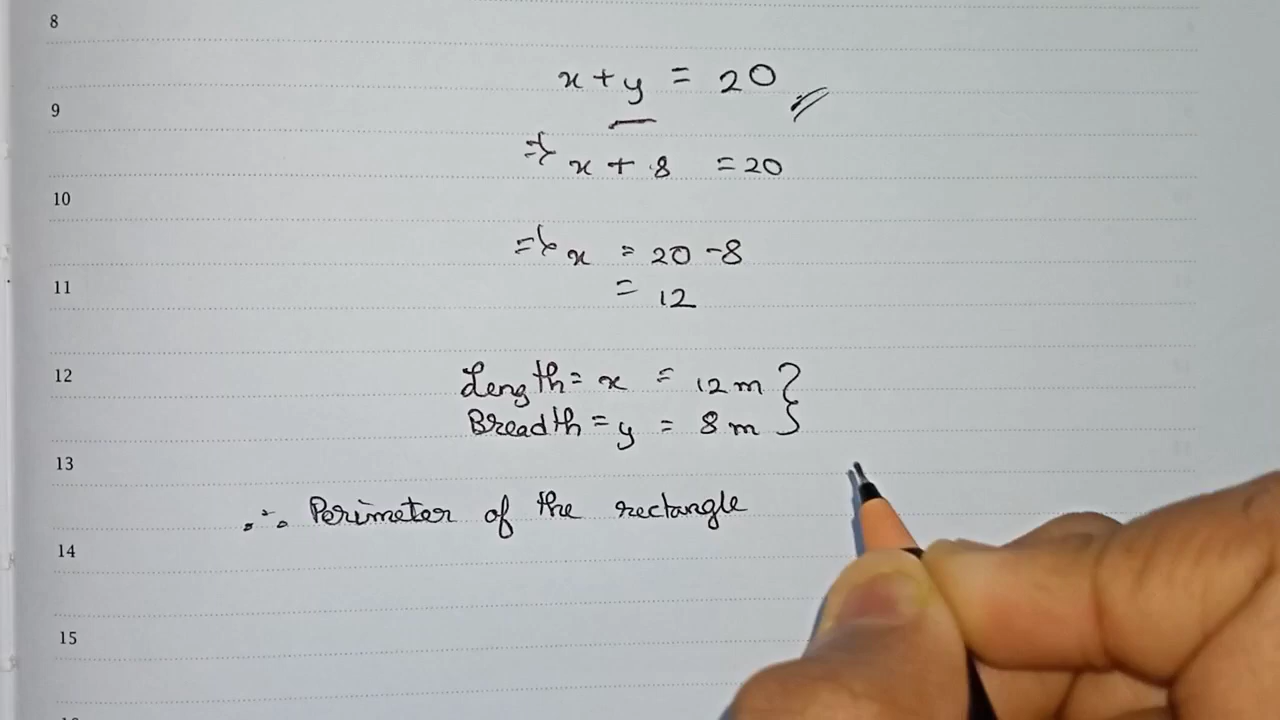 8
x + y = 20
9
⇒ x + 8 = 20
10
⇒ x = 20 - 8
11
= 12
12
Length = x = 12 m }
Breadth = y = 8 m
13
∴ Perimeter of the rectangle
14
15